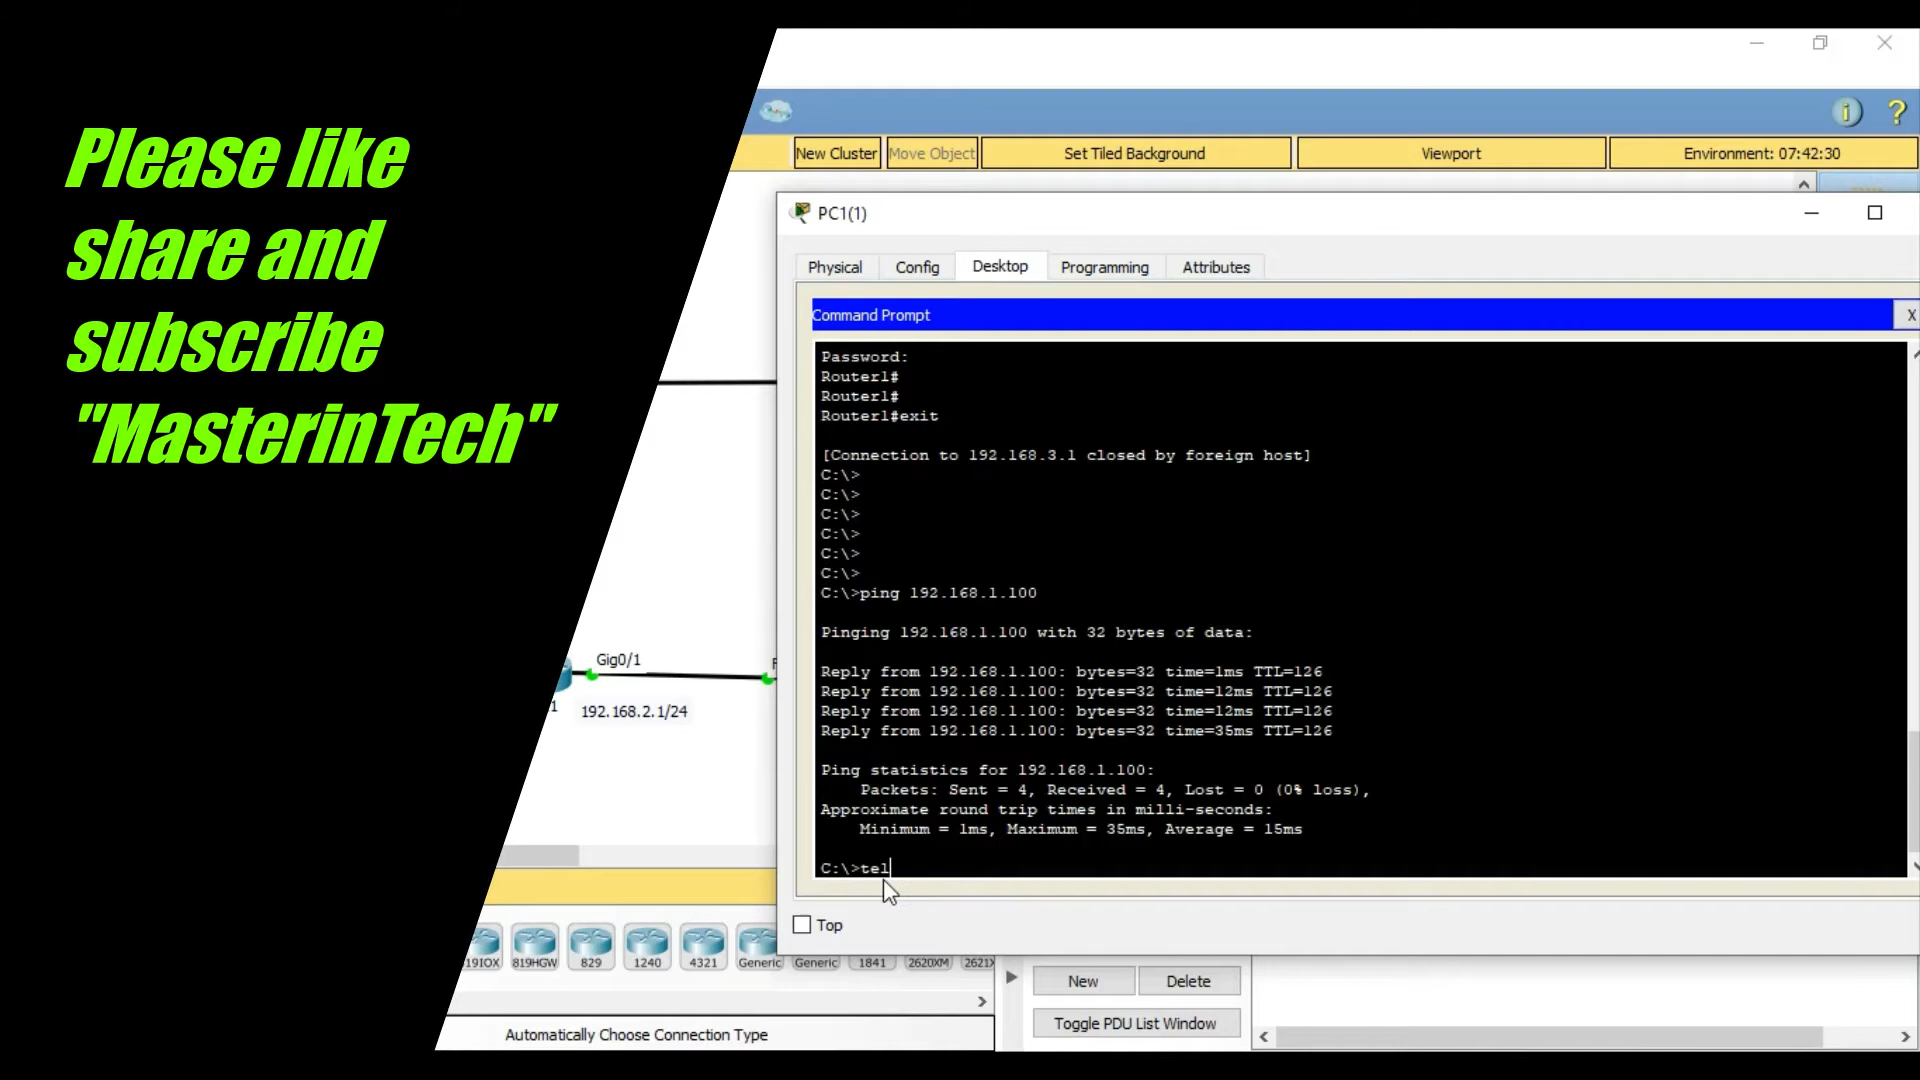 Please like
share and
subscribe
"MasterinTech"
New Cluster
Move Object
Set Tiled Background
Viewport
Environment: 07:42:30
PC1(1)
Physical
Config
Desktop
Programming
Attributes
Command Prompt
X
Password:
Router1#
Router1#
Router1#exit
[Connection to 192.168.3.1 closed by foreign host]
C:\>
C:\>
C:\>
C:\>
C:\>
C:\>
C:\>ping 192.168.1.100
Pinging 192.168.1.100 with 32 bytes of data:
Reply from 192.168.1.100: bytes=32 time=1ms TTL=126
Reply from 192.168.1.100: bytes=32 time=12ms TTL=126
Reply from 192.168.1.100: bytes=32 time=12ms TTL=126
Reply from 192.168.1.100: bytes=32 time=35ms TTL=126
Ping statistics for 192.168.1.100:
Packets: Sent = 4, Received = 4, Lost = 0 (0% loss),
Approximate round trip times in milli-seconds:
Minimum = 1ms, Maximum = 35ms, Average = 15ms
C:\>tel
Top
Gig0/1
1
192.168.2.1/24
19IOX
819HGW
829
1240
4321
Generic
Generic
1841
2620XM
2621X
Automatically Choose Connection Type
New
Delete
Toggle PDU List Window